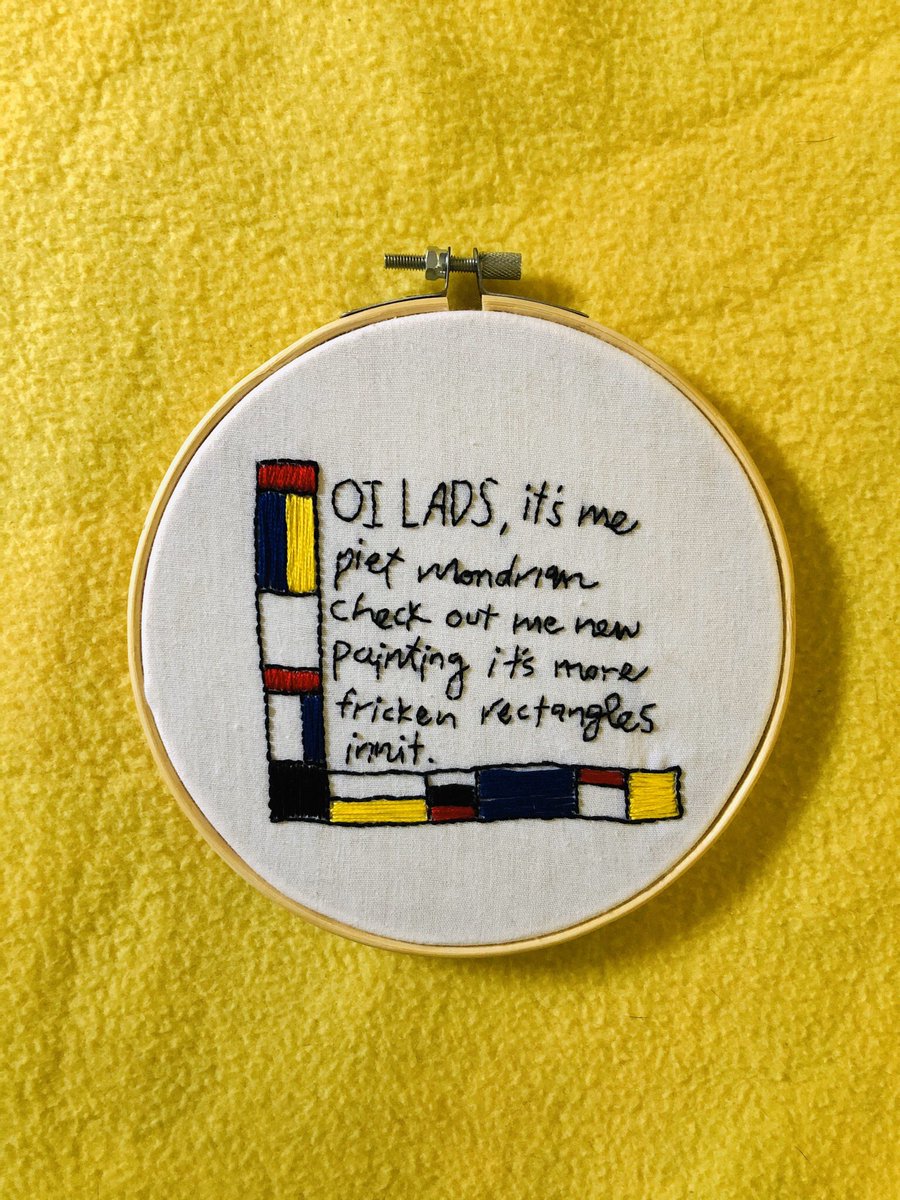 OI LADS, it's me
piet mondrian
check out me new
painting it's more
fricken rectangles
innit.